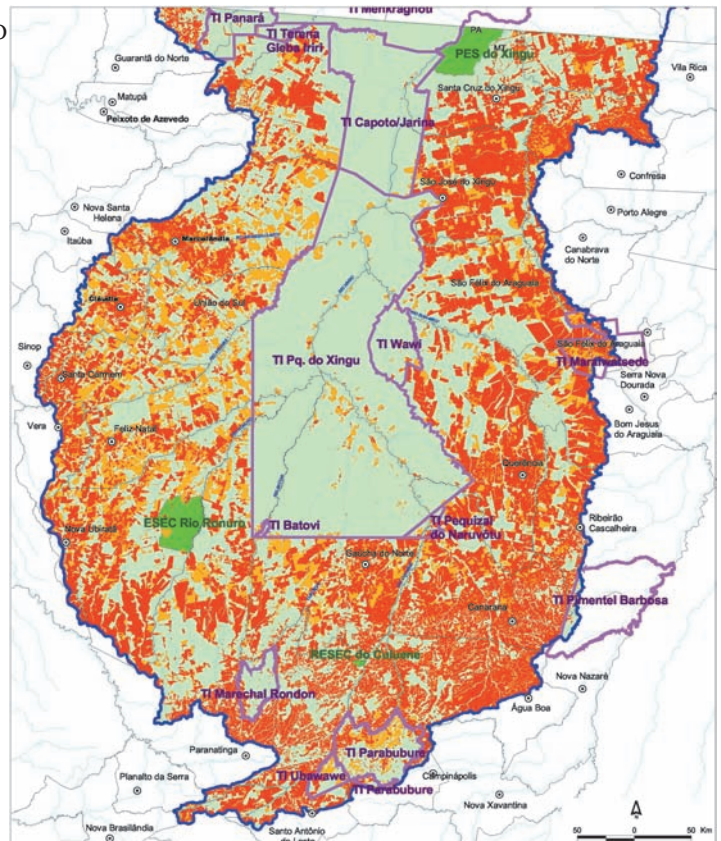 O
TI Panará
TI Menkragnoti
TI Terena
Gleba Iriri
PA
MT
PES do Xingu
Guarantã do Norte
Vila Rica
Matupá
Santa Cruz do Xingu
Peixoto de Azevedo
TI Capoto/Jarina
Confresa
São José do Xingu
Nova Santa
Helena
Porto Alegre
Itaúba
Marcelândia
Canabrava
do Norte
São Félix do Araguaia
Cláudia
União do Sul
TI Wawi
São Félix do Araguaia
Sinop
TI Pq. do Xingu
TI Maraiwatsede
Santa Carmem
Serra Nova
Dourada
Vera
Bom Jesus
do Araguaia
Feliz Natal
Querência
ESEC Rio Ronuro
TI Batovi
TI Pequizal
do Naruvôtu
Ribeirão
Cascalheira
Nova Ubiratã
Gaúcha do Norte
TI Pimentel Barbosa
Canarana
RESEC do Culuene
TI Marechal Rondon
Nova Nazaré
Água Boa
Paranatinga
TI Parabubure
Planalto da Serra
TI Ubawawe
Campinápolis
TI Parabubure
Nova Xavantina
Nova Brasilândia
Santo Antônio
do Leste
50 0 50 Km